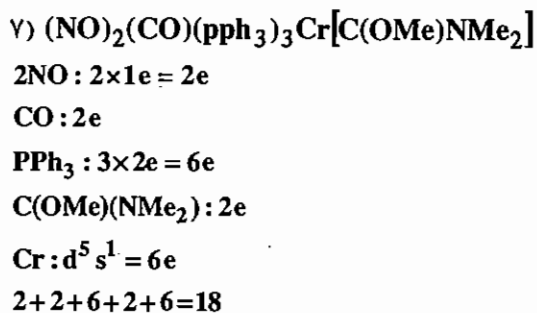 ۷) (NO)₂(CO)(pph₃)₃Cr[C(OMe)NMe₂]
2NO : 2×1e = 2e
CO : 2e
PPh₃ : 3×2e = 6e
C(OMe)(NMe₂) : 2e
Cr : d⁵ s¹ = 6e
2+2+6+2+6=18